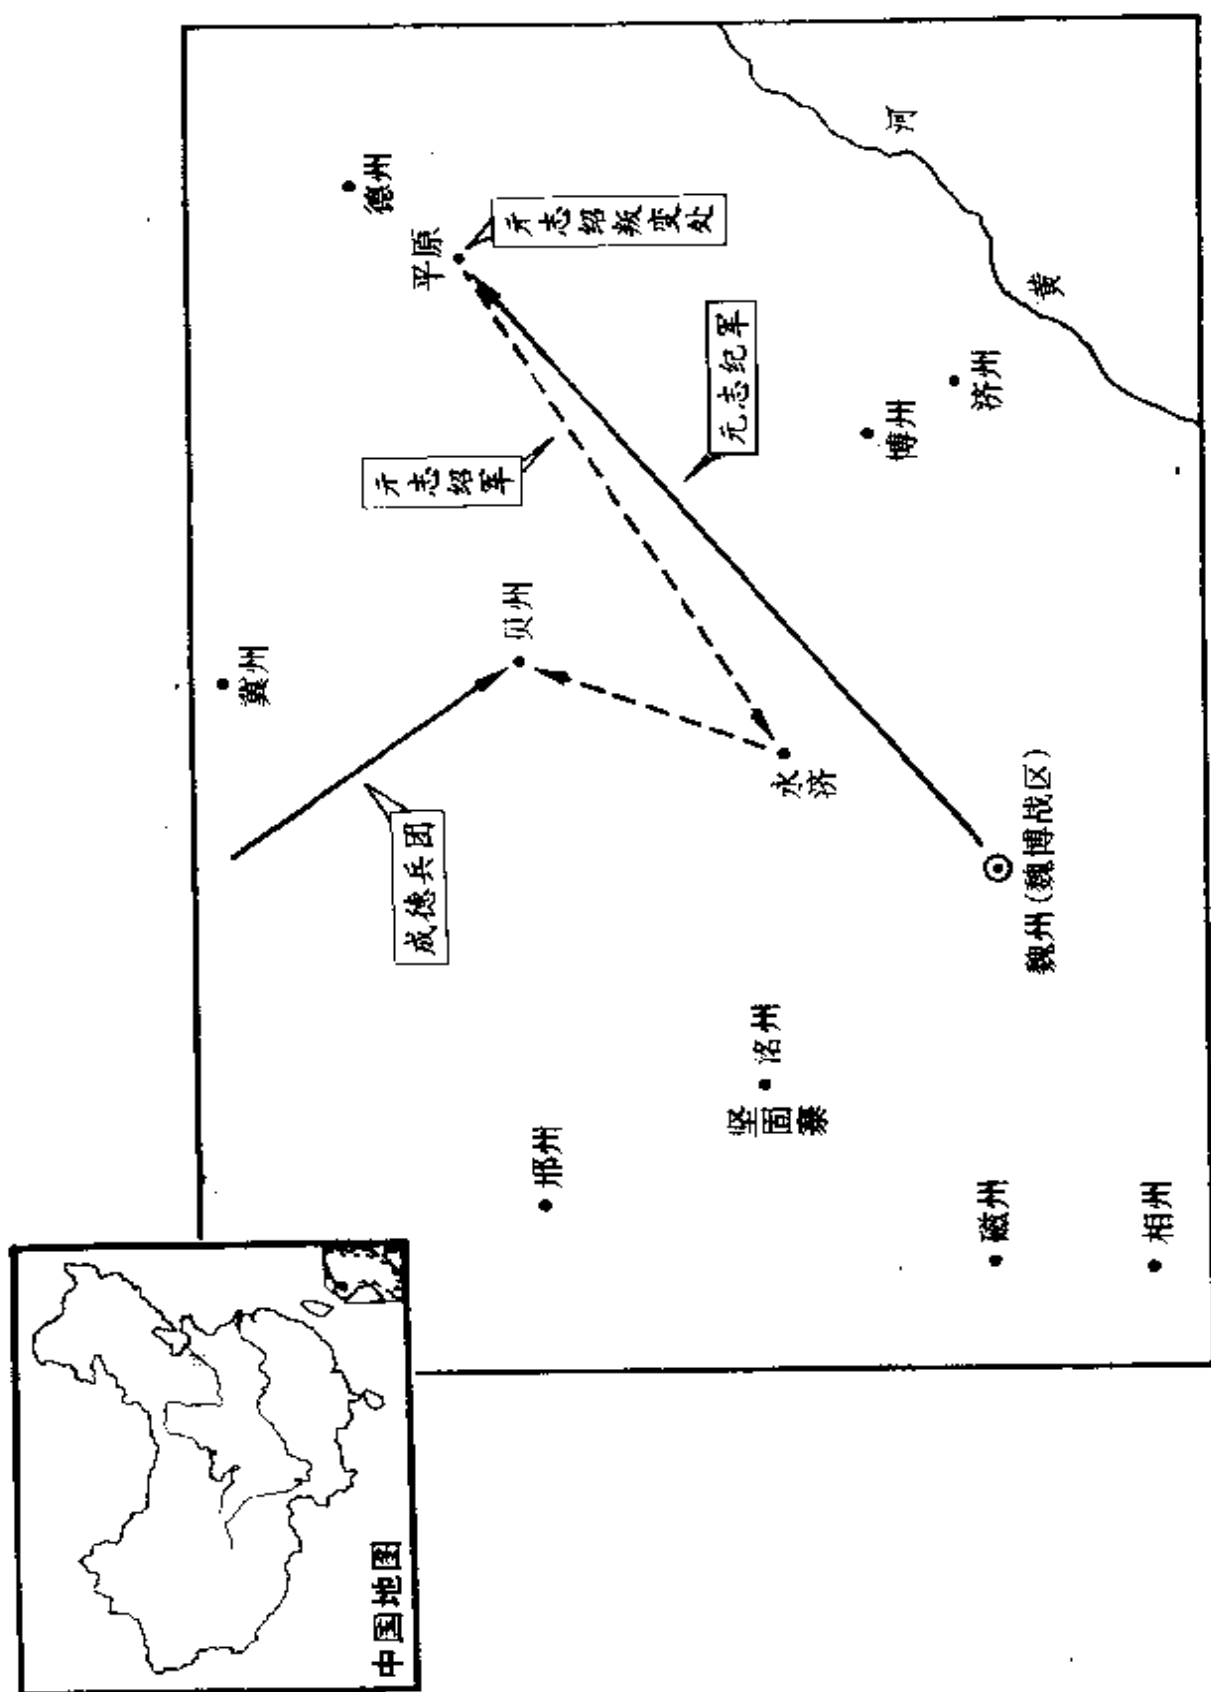 德州
平原
亓志绍叛变处
河
黄
亓志绍军
元志纪军
济州
博州
冀州
贝州
成德兵团
永济
魏州(魏博战区)
洺州
坚固寨
邢州
磁州
相州
中国地图